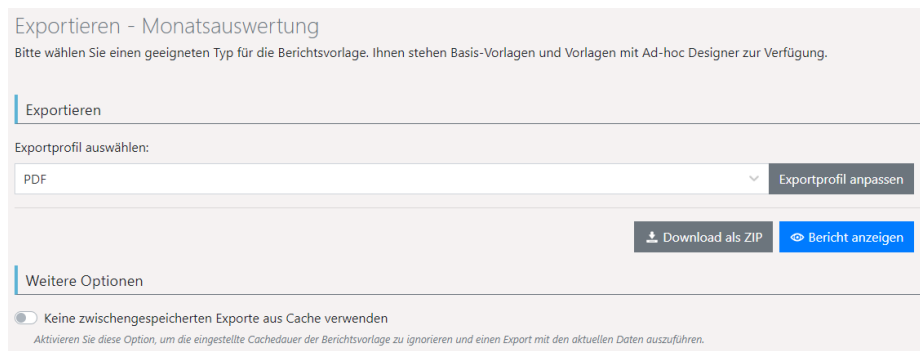 Exportieren - Monatsauswertung
Bitte wählen Sie einen geeigneten Typ für die Berichtsvorlage. Ihnen stehen Basis-Vorlagen und Vorlagen mit Ad-hoc Designer zur Verfügung.
Exportieren
Exportprofil auswählen:
PDF Exportprofil anpassen
Download als ZIP Bericht anzeigen
Weitere Optionen
Keine zwischengespeicherten Exporte aus Cache verwenden
Aktivieren Sie diese Option, um die eingestellte Cachedauer der Berichtsvorlage zu ignorieren und einen Export mit den aktuellen Daten auszuführen.